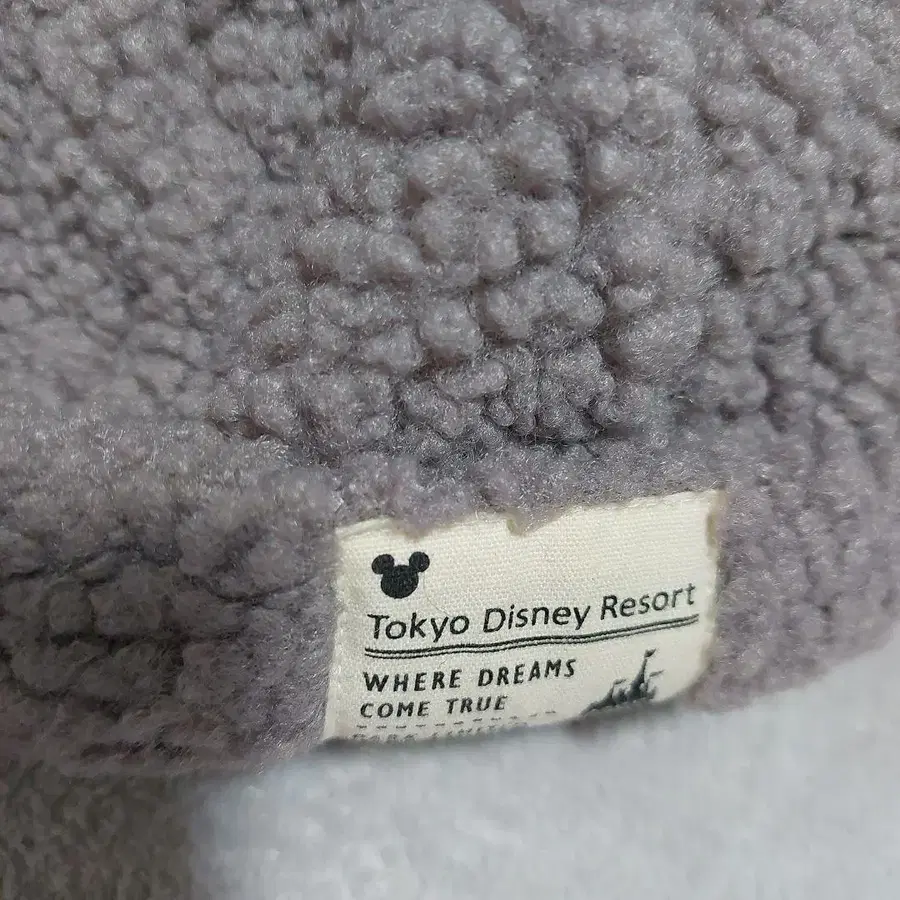 Tokyo Disney Resort
WHERE DREAMS
COME TRUE